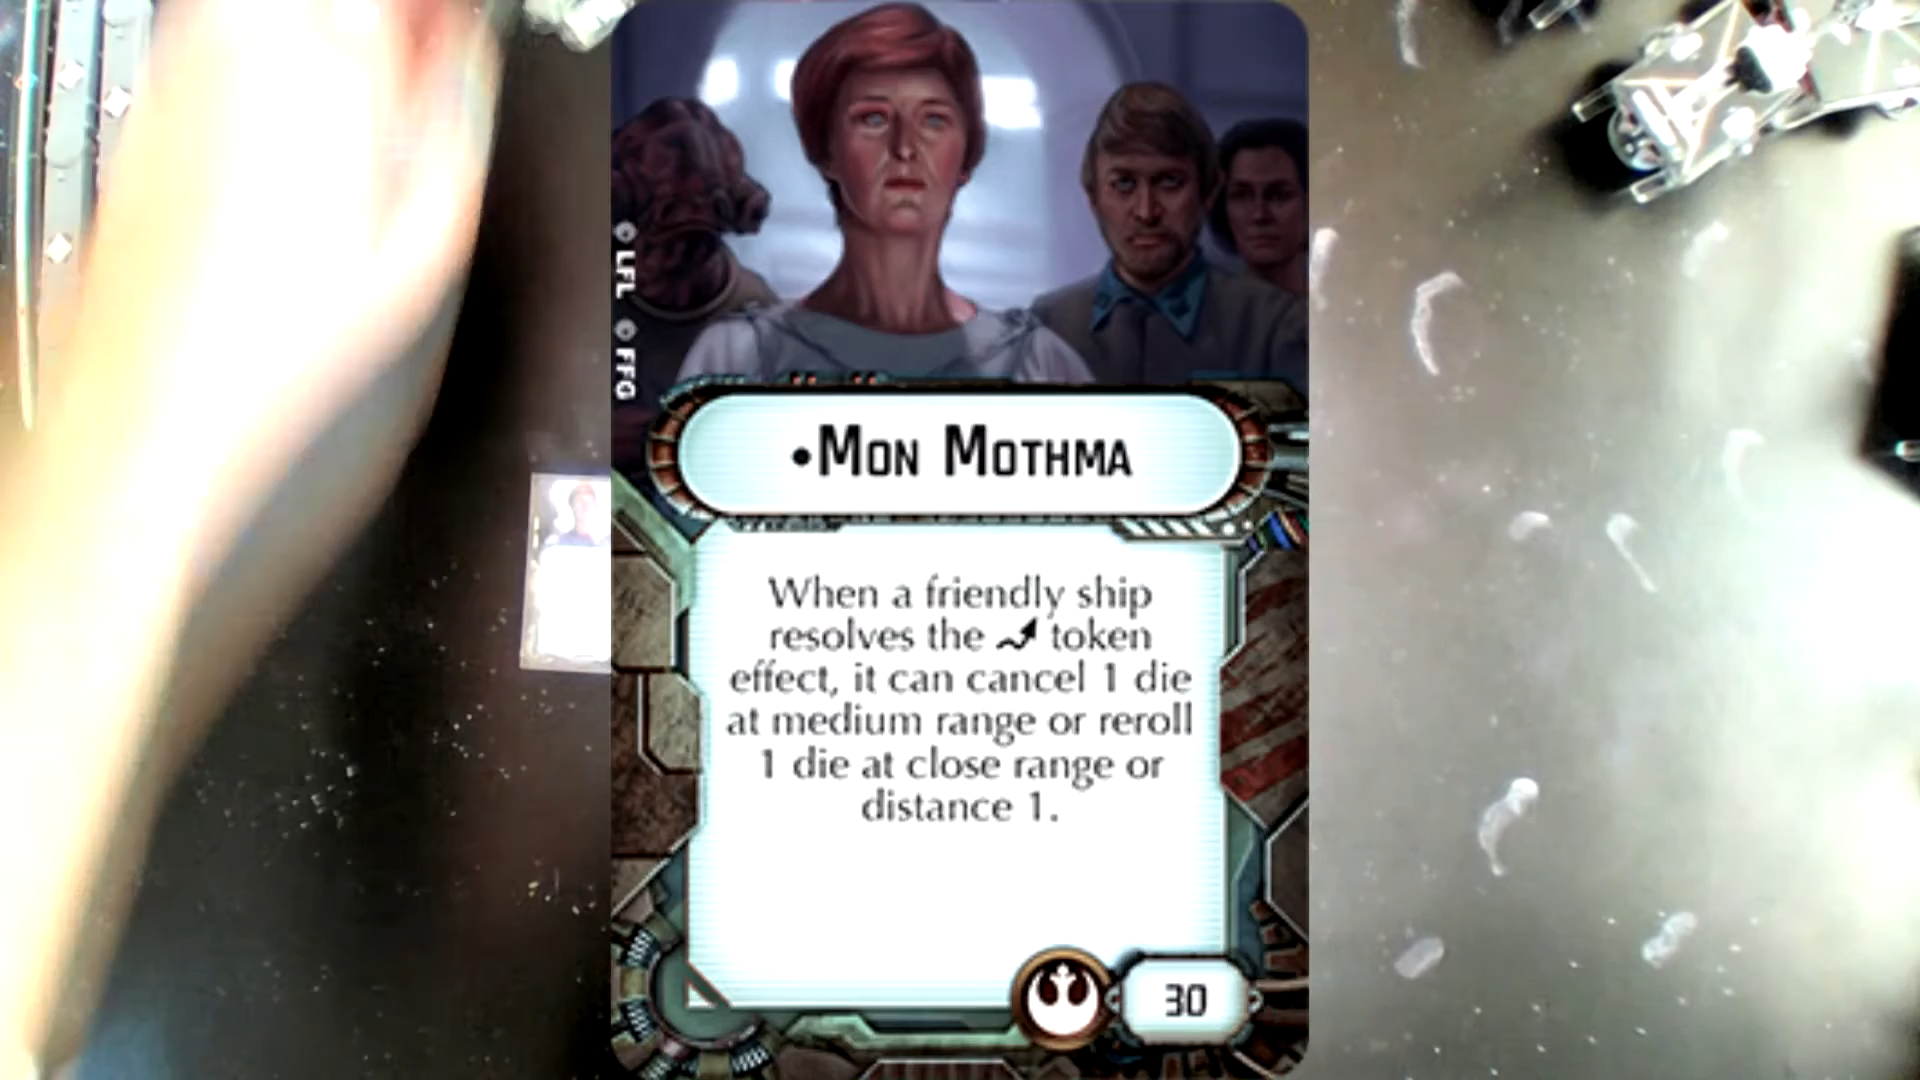 LFL FFG
•Mon Mothma
When a friendly ship
resolves the token
effect, it can cancel 1 die
at medium range or reroll
1 die at close range or
distance 1.
30